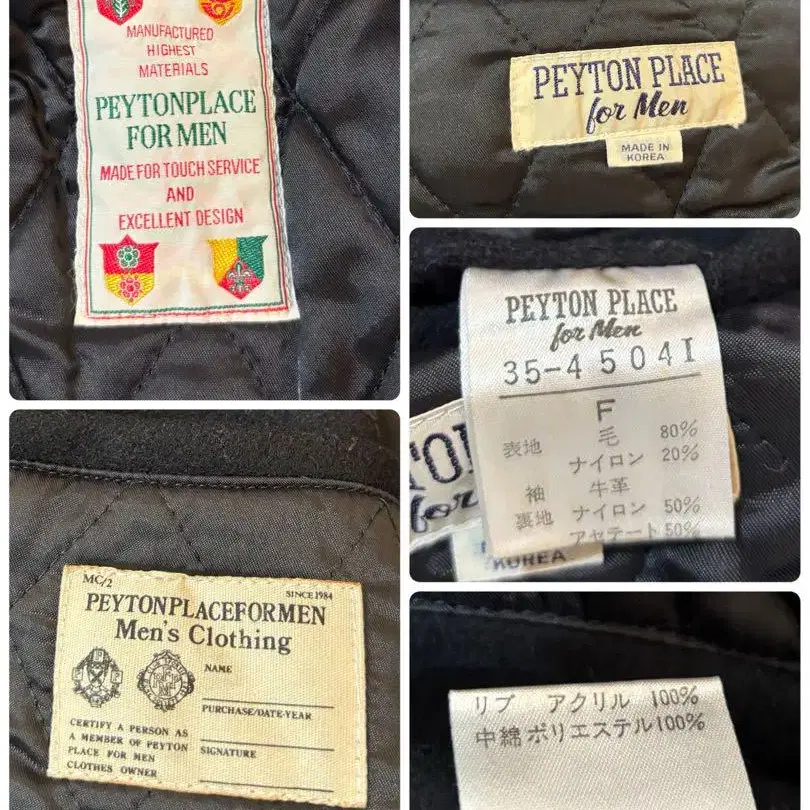 MANUFACTURED
HIGHEST
MATERIALS
PEYTONPLACE
FOR MEN
MADE FOR TOUCH SERVICE
AND
EXCELLENT DESIGN
PEYTON PLACE
for Men
MADE IN
KOREA
PEYTON PLACE
for Men
35-4504I
F
表地 毛 80%
ナイロン 20%
袖 牛革
裏地 ナイロン 50%
アセテート 50%
KOREA
MC/2
SINCE 1984
PEYTONPLACEFORMEN
Men's Clothing
NAME
PURCHASE/DATE-YEAR
SIGNATURE
CERTIFY A PERSON AS
A MEMBER OF PEYTON
PLACE FOR MEN
CLOTHES OWNER
リブ アクリル 100%
中綿 ポリエステル100%